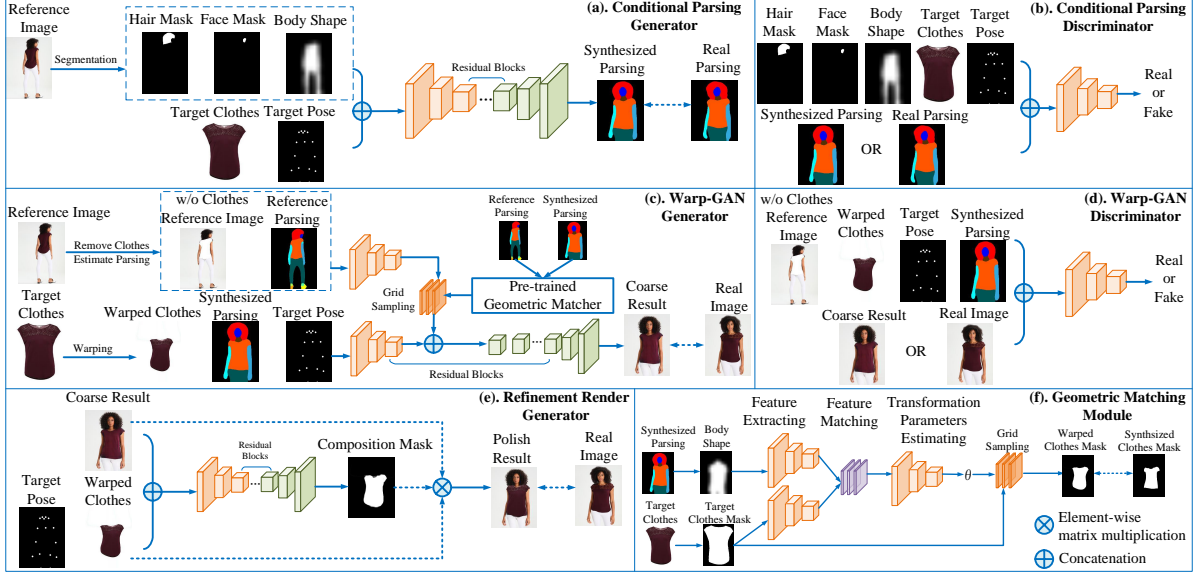 Reference
Image
Segmentation
Hair Mask
Face Mask
Body Shape
Target Clothes
Target Pose
Residual Blocks
(a). Conditional Parsing
Generator
Synthesized
Parsing
Real
Parsing
(b). Conditional Parsing
Discriminator
Hair
Mask
Face
Mask
Body
Shape
Target
Clothes
Target
Pose
Synthesized Parsing
OR
Real Parsing
Real
or
Fake
Reference Image
Remove Clothes
Estimate Parsing
w/o Clothes
Reference Image
Reference
Parsing
Target
Clothes
Warping
Warped Clothes
Synthesized
Parsing
Target Pose
Grid
Sampling
Residual Blocks
(c). Warp-GAN
Generator
Reference
Parsing
Synthesized
Parsing
Pre-trained
Geometric Matcher
Coarse
Result
Real
Image
(d). Warp-GAN
Discriminator
w/o Clothes
Reference
Image
Warped
Clothes
Target
Pose
Synthesized
Parsing
Coarse Result
OR
Real Image
Real
or
Fake
Coarse Result
Target
Pose
Warped
Clothes
Residual
Blocks
(e). Refinement Render
Generator
Composition Mask
Polish
Result
Real
Image
(f). Geometric Matching
Module
Synthesized
Parsing
Body
Shape
Target
Clothes
Target
Clothes Mask
Feature
Extracting
Feature
Matching
Transformation
Parameters
Estimating
θ
Grid
Sampling
Warped
Clothes Mask
Synthesized
Clothes Mask
Element-wise
matrix multiplication
Concatenation